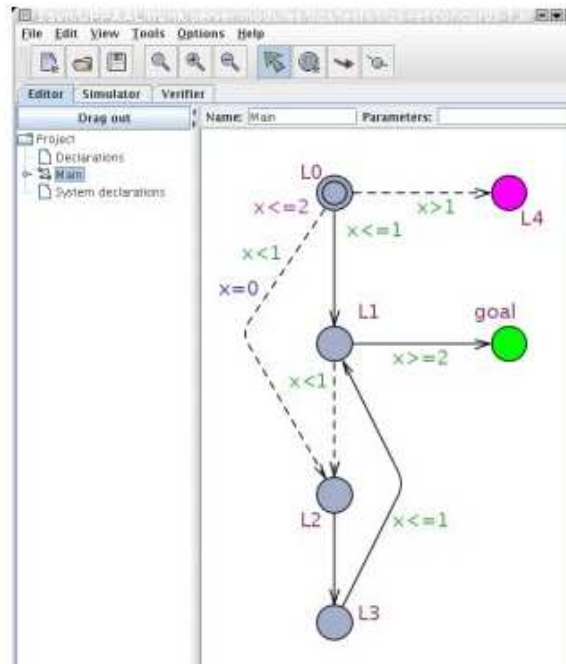 File Edit View Tools Options Help
Editor Simulator Verifier
Drag out
Name: Main Parameters:
Project
Declarations
Main
System declarations
L0
x<=2
x>1
L4
x<=1
x<1
x=0
L1
goal
x>=2
x<1
L2
x<=1
L3